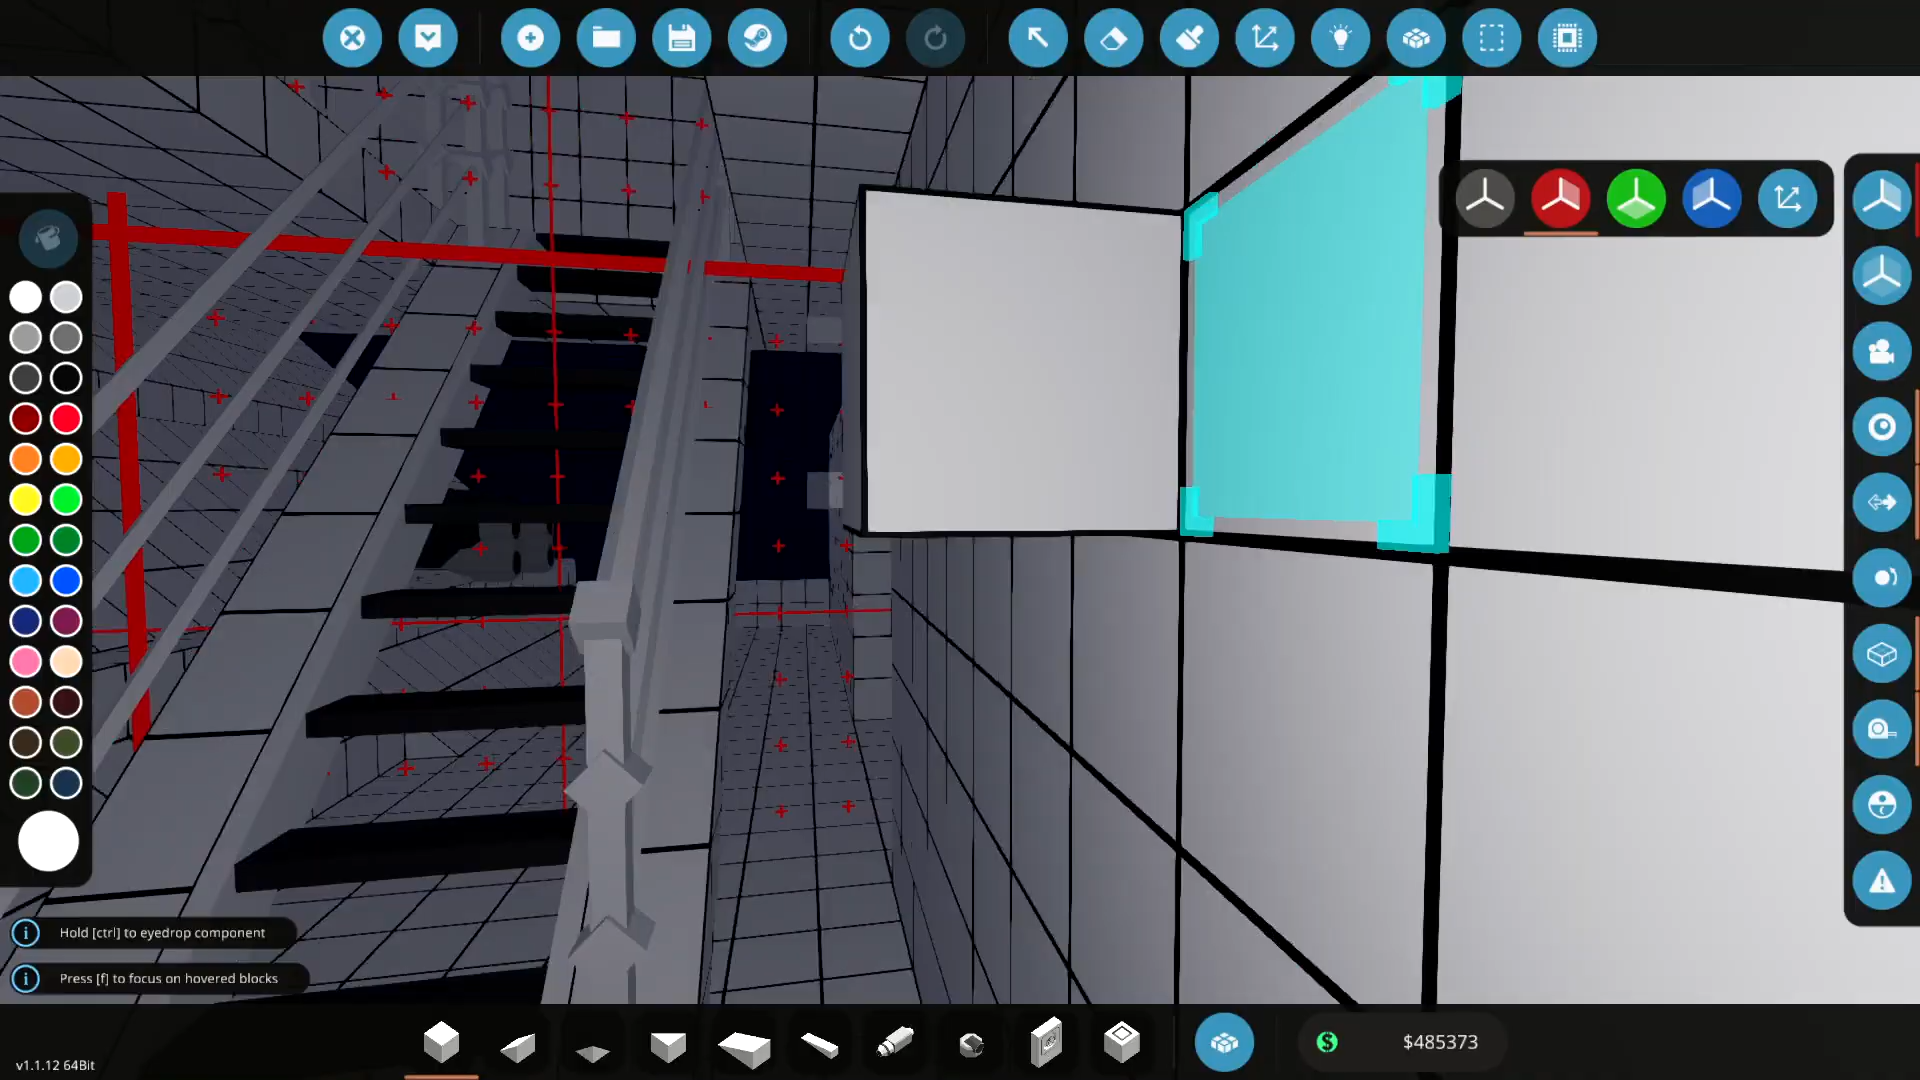 Hold [ctrl] to eyedrop component
Press [f] to focus on hovered blocks
$ $485373
v1.1.12 64Bit